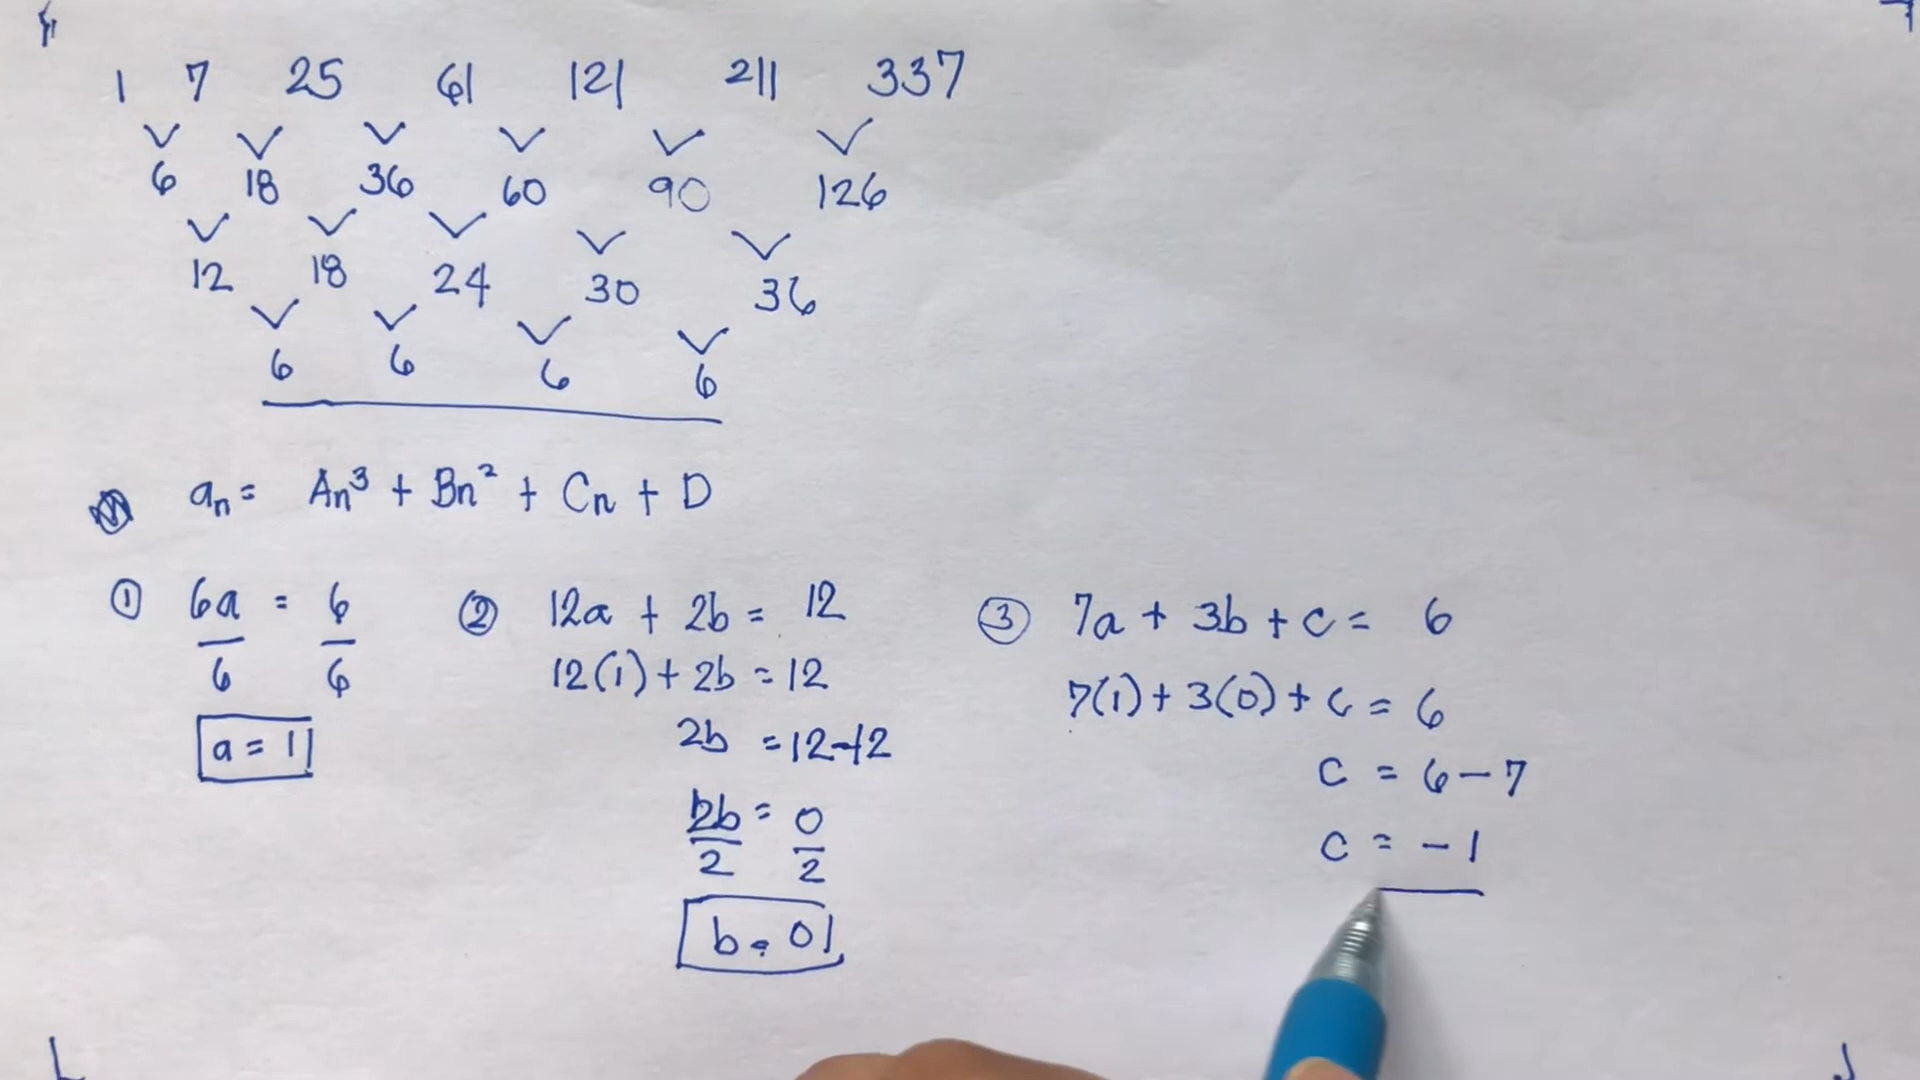 1 7 25 61 121 211 337
6 18 36 60 90 126
12 18 24 30 36
6 6 6 6
aₙ = An³ + Bn² + Cn + D
① 6a = 6
6 6
a = 1
② 12a + 2b = 12
12(1) + 2b = 12
2b = 12-12
2b = 0
2 2
b = 0
③ 7a + 3b + c = 6
7(1) + 3(0) + c = 6
c = 6 - 7
c = -1